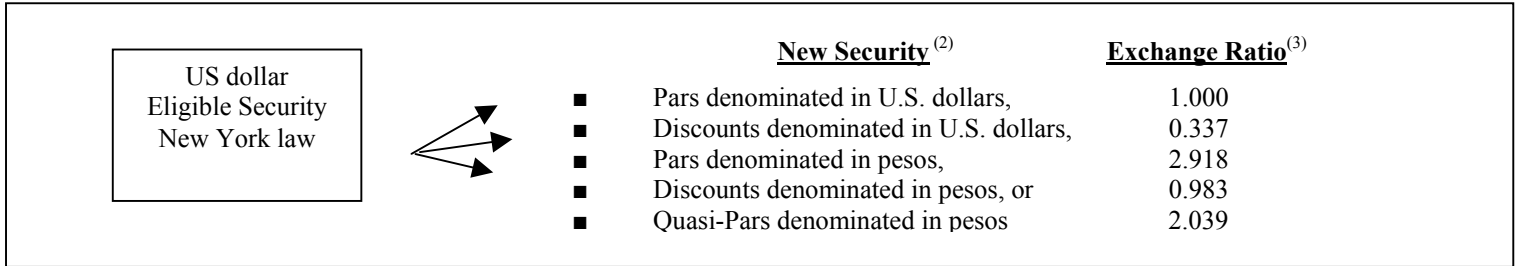 US dollar
Eligible Security
New York law
New Security (2) Exchange Ratio(3)
■ Pars denominated in U.S. dollars, 1.000
■ Discounts denominated in U.S. dollars, 0.337
■ Pars denominated in pesos, 2.918
■ Discounts denominated in pesos, or 0.983
■ Quasi-Pars denominated in pesos 2.039